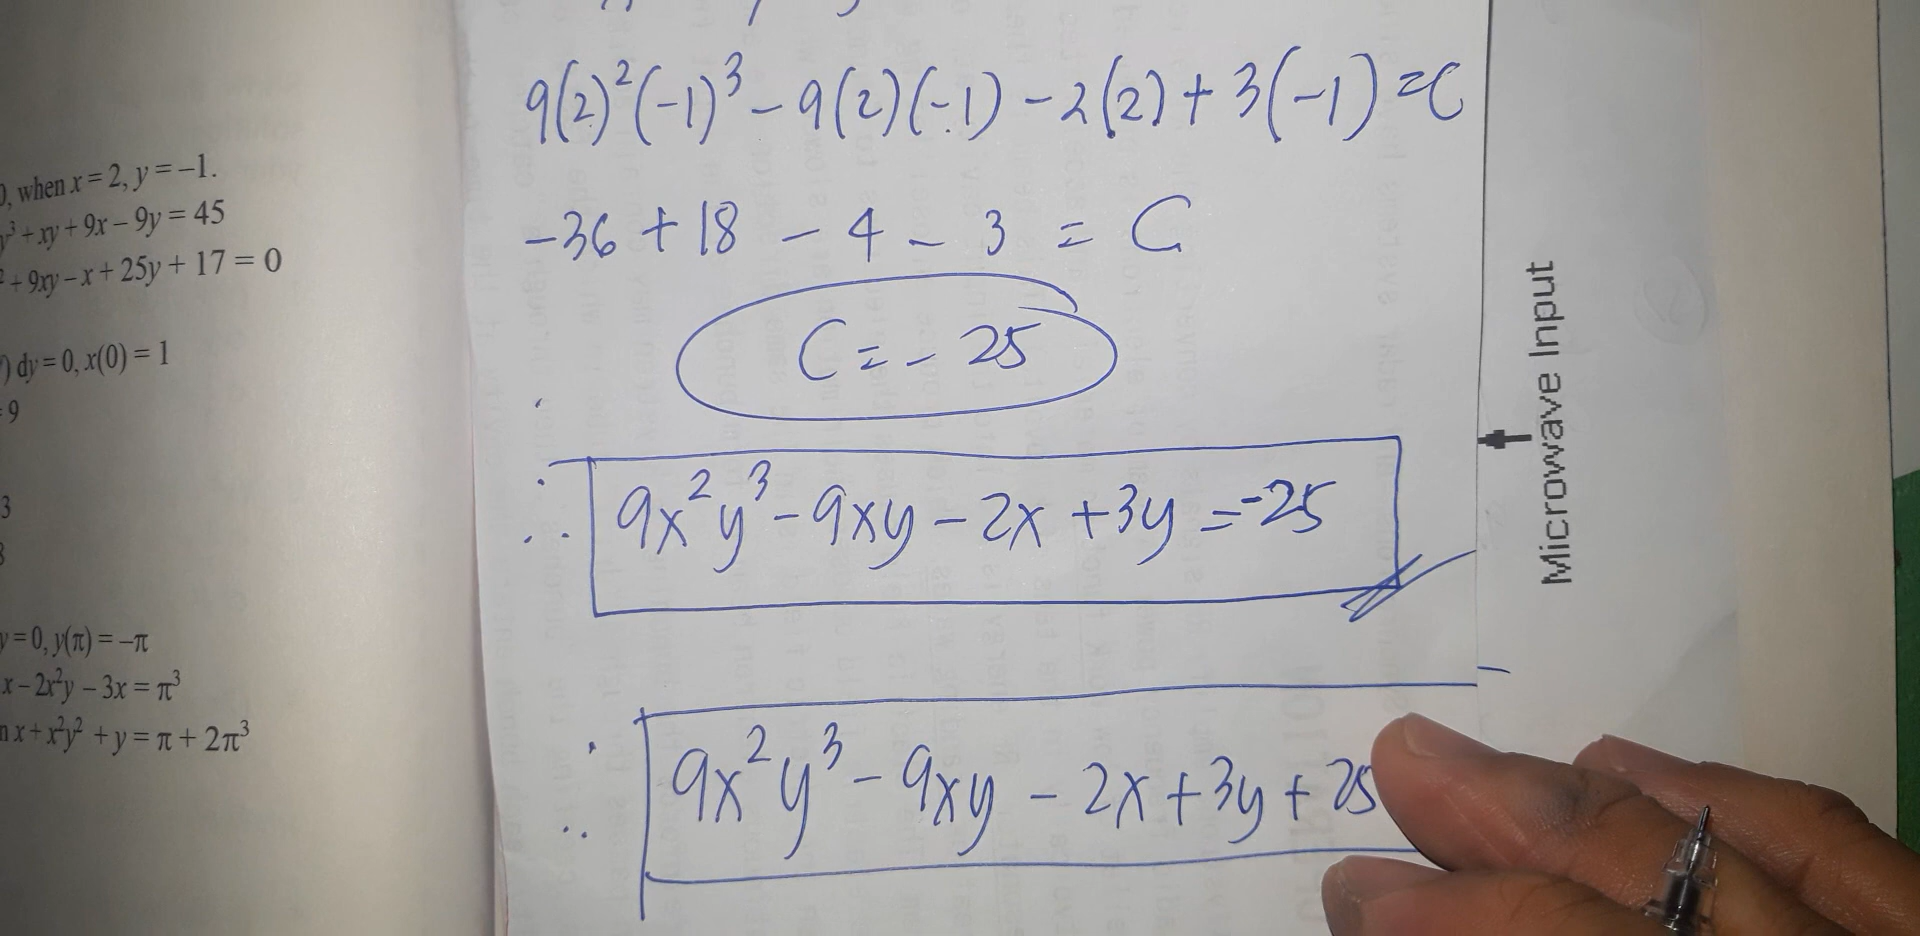 0, when x = 2, y = −1.
y³ + xy + 9x − 9y = 45
+ 9xy − x + 25y + 17 = 0
) dy = 0, x(0) = 1
= 9
3
y = 0, y(π) = −π
x − 2x²y − 3x = π³
n x + x²y² + y = π + 2π³
9(2)²(-1)³ - 9(2)(-1) - 2(2) + 3(-1) = C
-36 + 18 - 4 - 3 = C
C = - 25
∴ 9x²y³ - 9xy - 2x + 3y = -25
∴ 9x²y³ - 9xy - 2x + 3y + 25
Microwave Input